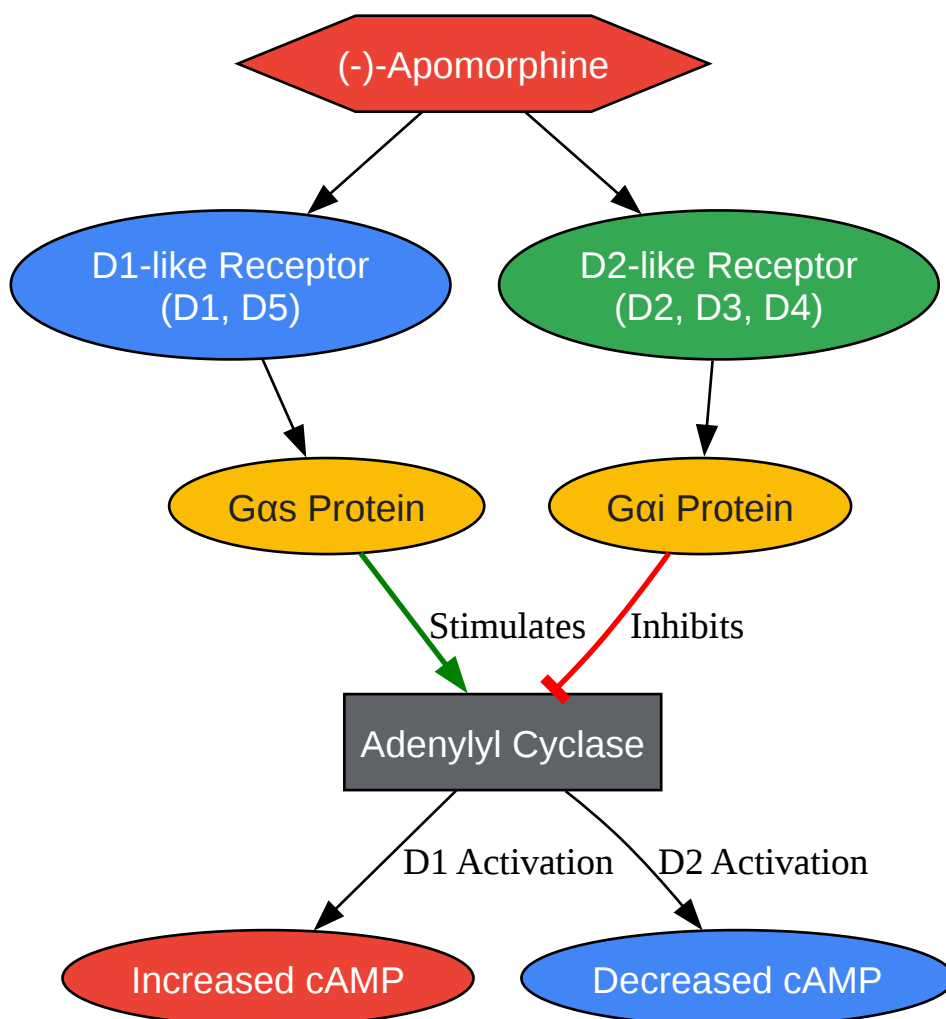 (-)-Apomorphine
D1-like Receptor
(D1, D5)
D2-like Receptor
(D2, D3, D4)
Gαs Protein
Gαi Protein
Stimulates
Inhibits
Adenylyl Cyclase
D1 Activation
D2 Activation
Increased cAMP
Decreased cAMP